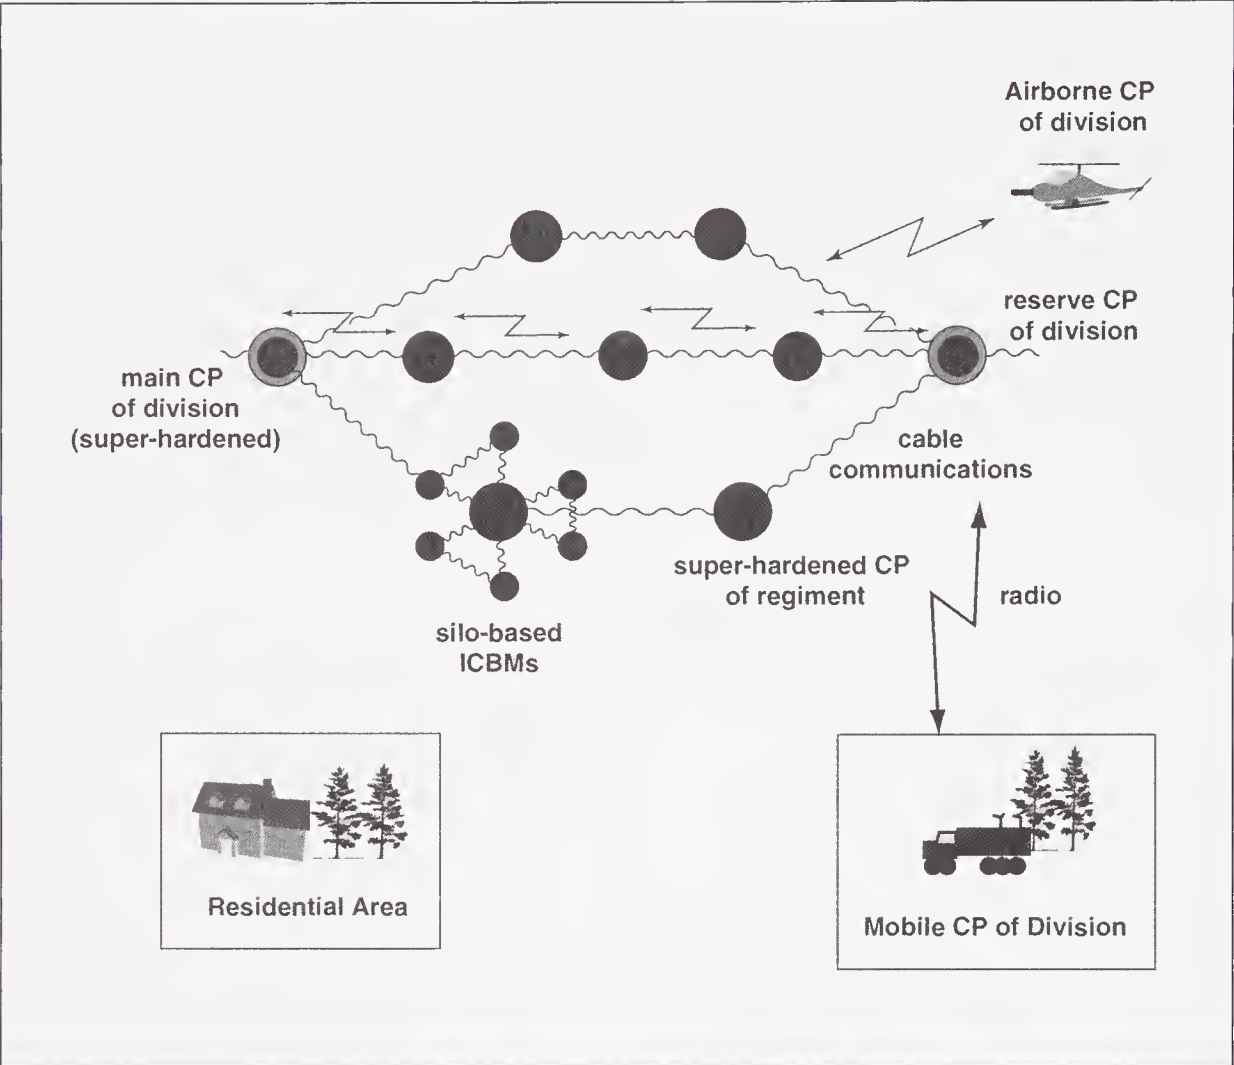 Airborne CP
of division
reserve CP
of division
main CP
of division
(super-hardened)
cable
communications
super-hardened CP
of regiment
radio
silo-based
ICBMs
Residential Area
Mobile CP of Division